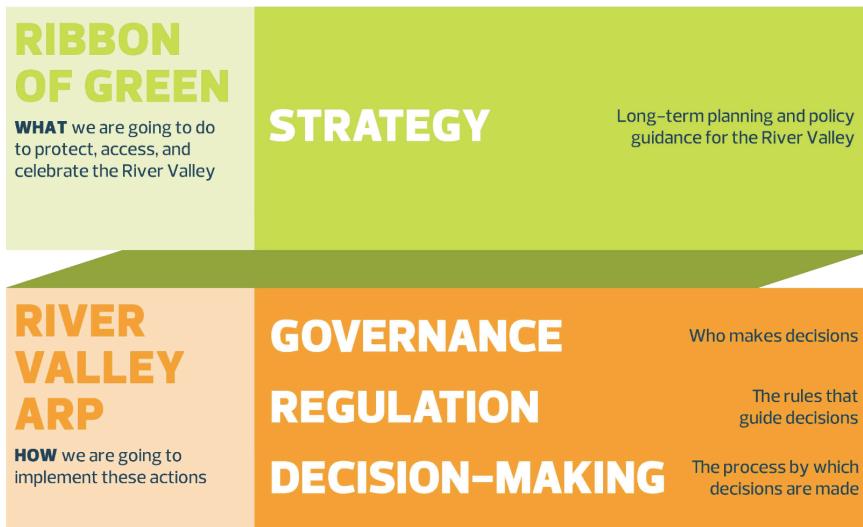 RIBBON
OF GREEN
WHAT we are going to do
to protect, access, and
celebrate the River Valley
STRATEGY
Long-term planning and policy
guidance for the River Valley
RIVER
VALLEY
ARP
HOW we are going to
implement these actions
GOVERNANCE
Who makes decisions
REGULATION
The rules that
guide decisions
DECISION-MAKING
The process by which
decisions are made